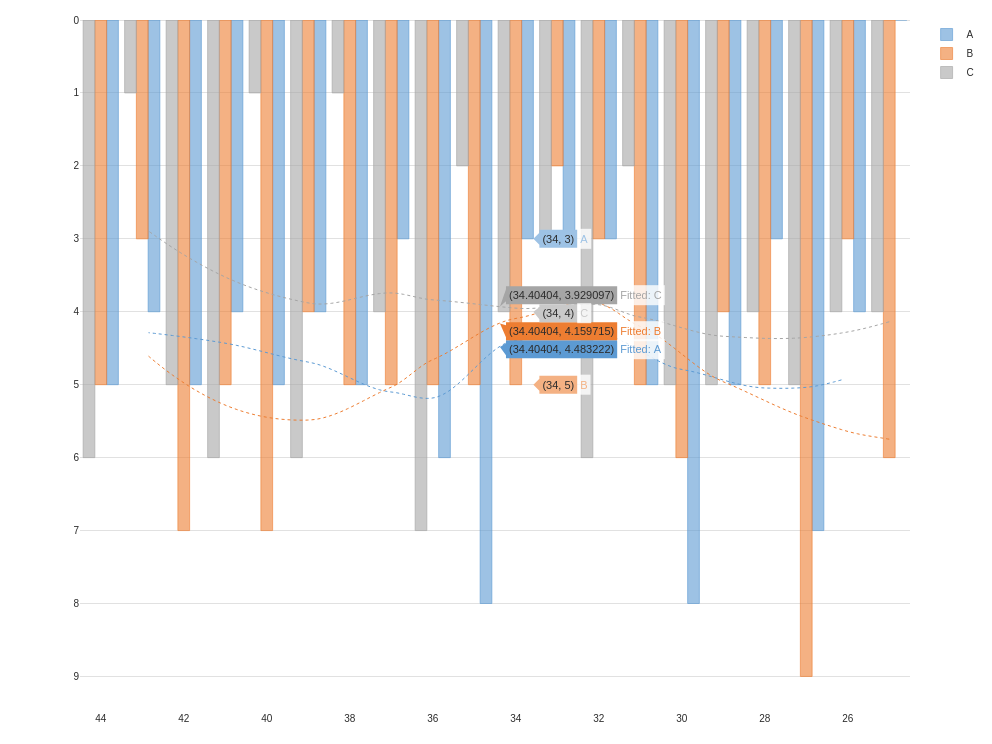 0
A
B
C
1
2
3
(34, 3) A
(34.40404, 3.929097) Fitted: C
4
(34, 4) C
(34.40404, 4.159715) Fitted: B
(34.40404, 4.483222) Fitted: A
5
(34, 5) B
6
7
8
9
44 42 40 38 36 34 32 30 28 26